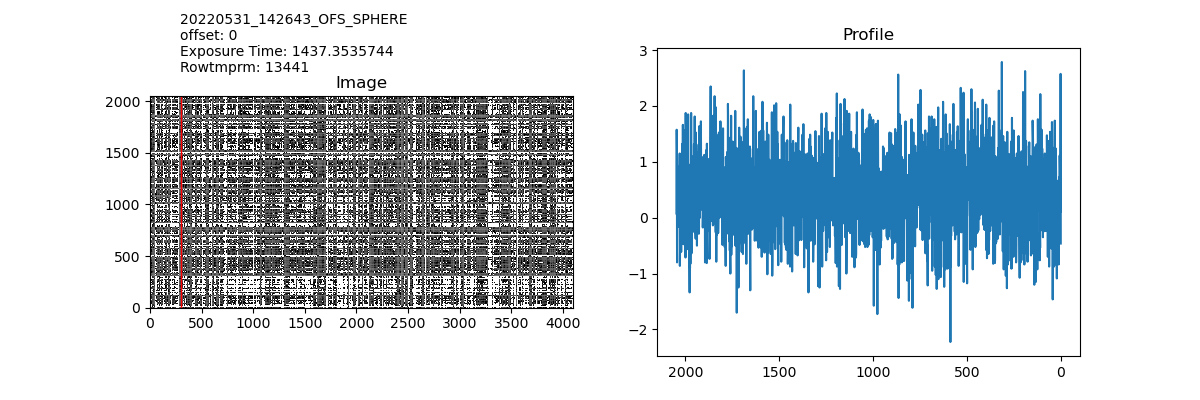 20220531_142643_OFS_SPHERE
offset: 0
Exposure Time: 1437.3535744
Rowtmprm: 13441
Image
2000
1500
1000
500
0
0 500 1000 1500 2000 2500 3000 3500 4000
Profile
3
2
1
0
−1
−2
2000 1500 1000 500 0